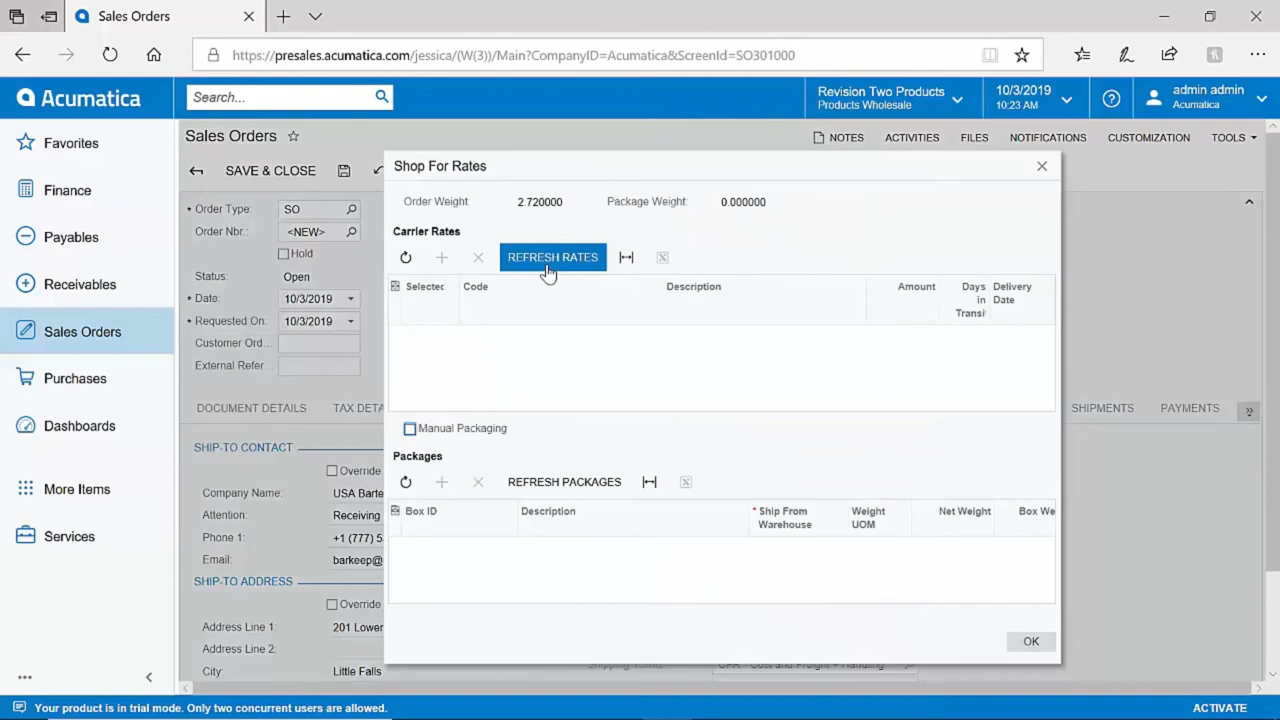 Sales Orders
https://presales.acumatica.com/jessica/(W(3))/Main?CompanyID=Acumatica&ScreenId=SO301000
Acumatica
Search...
Revision Two Products
Products Wholesale
10/3/2019
10:23 AM
admin admin
Acumatica
Favorites
Finance
Payables
Receivables
Sales Orders
Purchases
Dashboards
More Items
Services
Sales Orders
NOTES
ACTIVITIES
FILES
NOTIFICATIONS
CUSTOMIZATION
TOOLS
SAVE & CLOSE
* Order Type: SO
Order Nbr.: <NEW>
Hold
Status: Open
* Date: 10/3/2019
* Requested On: 10/3/2019
Customer Ord...
External Refer...
DOCUMENT DETAILS
TAX DETA
SHIPMENTS
PAYMENTS
SHIP-TO CONTACT
Override
Company Name: USA Barte
Attention: Receiving
Phone 1: +1 (777) 5
Email: barkeep@
SHIP-TO ADDRESS
Override
Address Line 1: 201 Lower
Address Line 2:
City: Little Falls
Shop For Rates
Order Weight: 2.720000
Package Weight: 0.000000
Carrier Rates
REFRESH RATES
Selected
Code
Description
Amount
Days in Transit
Delivery Date
Manual Packaging
Packages
REFRESH PACKAGES
Box ID
Description
* Ship From Warehouse
Weight UOM
Net Weight
Box We
OK
Your product is in trial mode. Only two concurrent users are allowed.
ACTIVATE